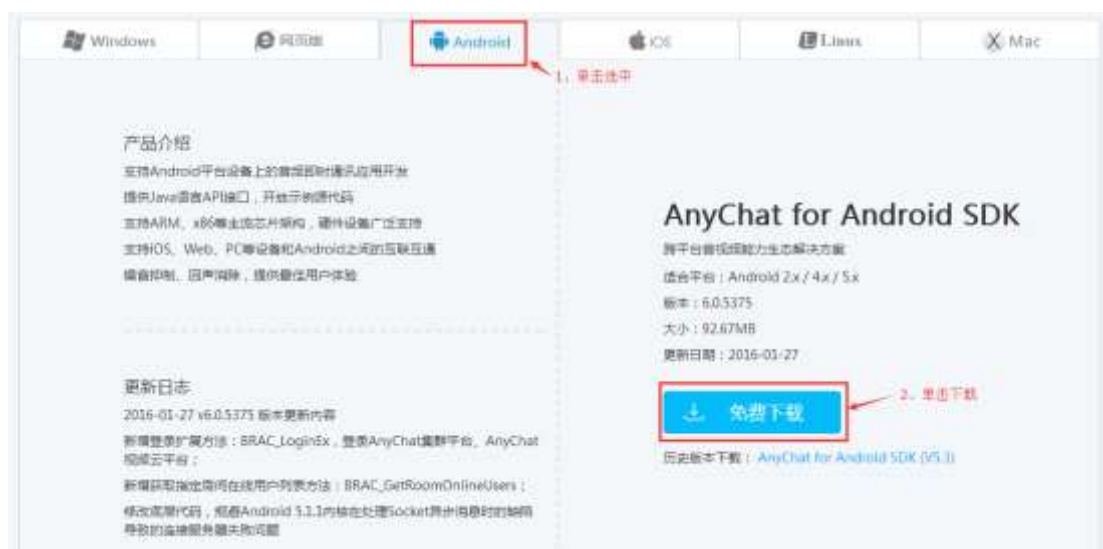 Windows
网页版
Android
iOS
Linux
Mac
1、单击选中
产品介绍
支持Android平台设备上的音视频即时通讯应用开发
提供Java语言API接口，开放示例源代码
支持ARM、x86等主流芯片架构，硬件设备广泛支持
支持iOS、Web、PC等设备和Android之间的互联互通
噪音抑制、回声消除，提供最佳用户体验
更新日志
2016-01-27 v6.0.5375 版本更新内容
新增登录扩展方法：BRAC_LoginEx，登录AnyChat集群平台、AnyChat
视频云平台；
新增获取指定房间在线用户列表方法：BRAC_GetRoomOnlineUsers；
修改底层代码，规避Android 5.1.1内核在处理Socket异步消息时的缺陷
导致的连接服务器失败问题
AnyChat for Android SDK
跨平台音视频能力生态解决方案
适合平台：Android 2.x / 4.x / 5.x
版本：6.0.5375
大小：92.67MB
更新日期：2016-01-27
免费下载
2、单击下载
历史版本下载：AnyChat for Android SDK (V5.1)